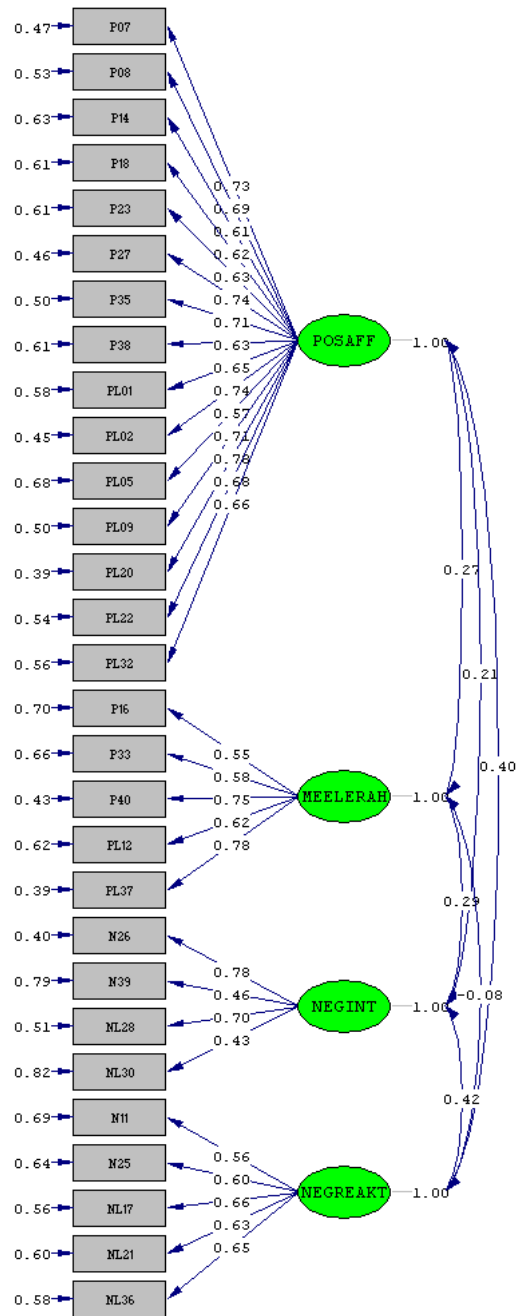 0.47 P07
0.53 P08
0.63 P14
0.61 P18
0.61 P23
0.46 P27
0.50 P35
0.61 P38
0.58 PL01
0.45 PL02
0.68 PL05
0.50 PL09
0.39 PL20
0.54 PL22
0.56 PL32
0.70 P16
0.66 P33
0.43 P40
0.62 PL12
0.39 PL37
0.40 N26
0.79 N39
0.51 NL28
0.82 NL30
0.69 N11
0.64 N25
0.56 NL17
0.60 NL21
0.58 NL36
0.73
0.69
0.61
0.62
0.63
0.74
0.71
0.63
0.65
0.74
0.57
0.71
0.78
0.68
0.66
0.55
0.58
0.75
0.62
0.78
0.78
0.46
0.70
0.43
0.56
0.60
0.66
0.63
0.65
POSAFF 1.00
MEELERAH 1.00
NEGINT 1.00
NEGREAKT 1.00
0.27
0.21
0.40
0.29
-0.08
0.42